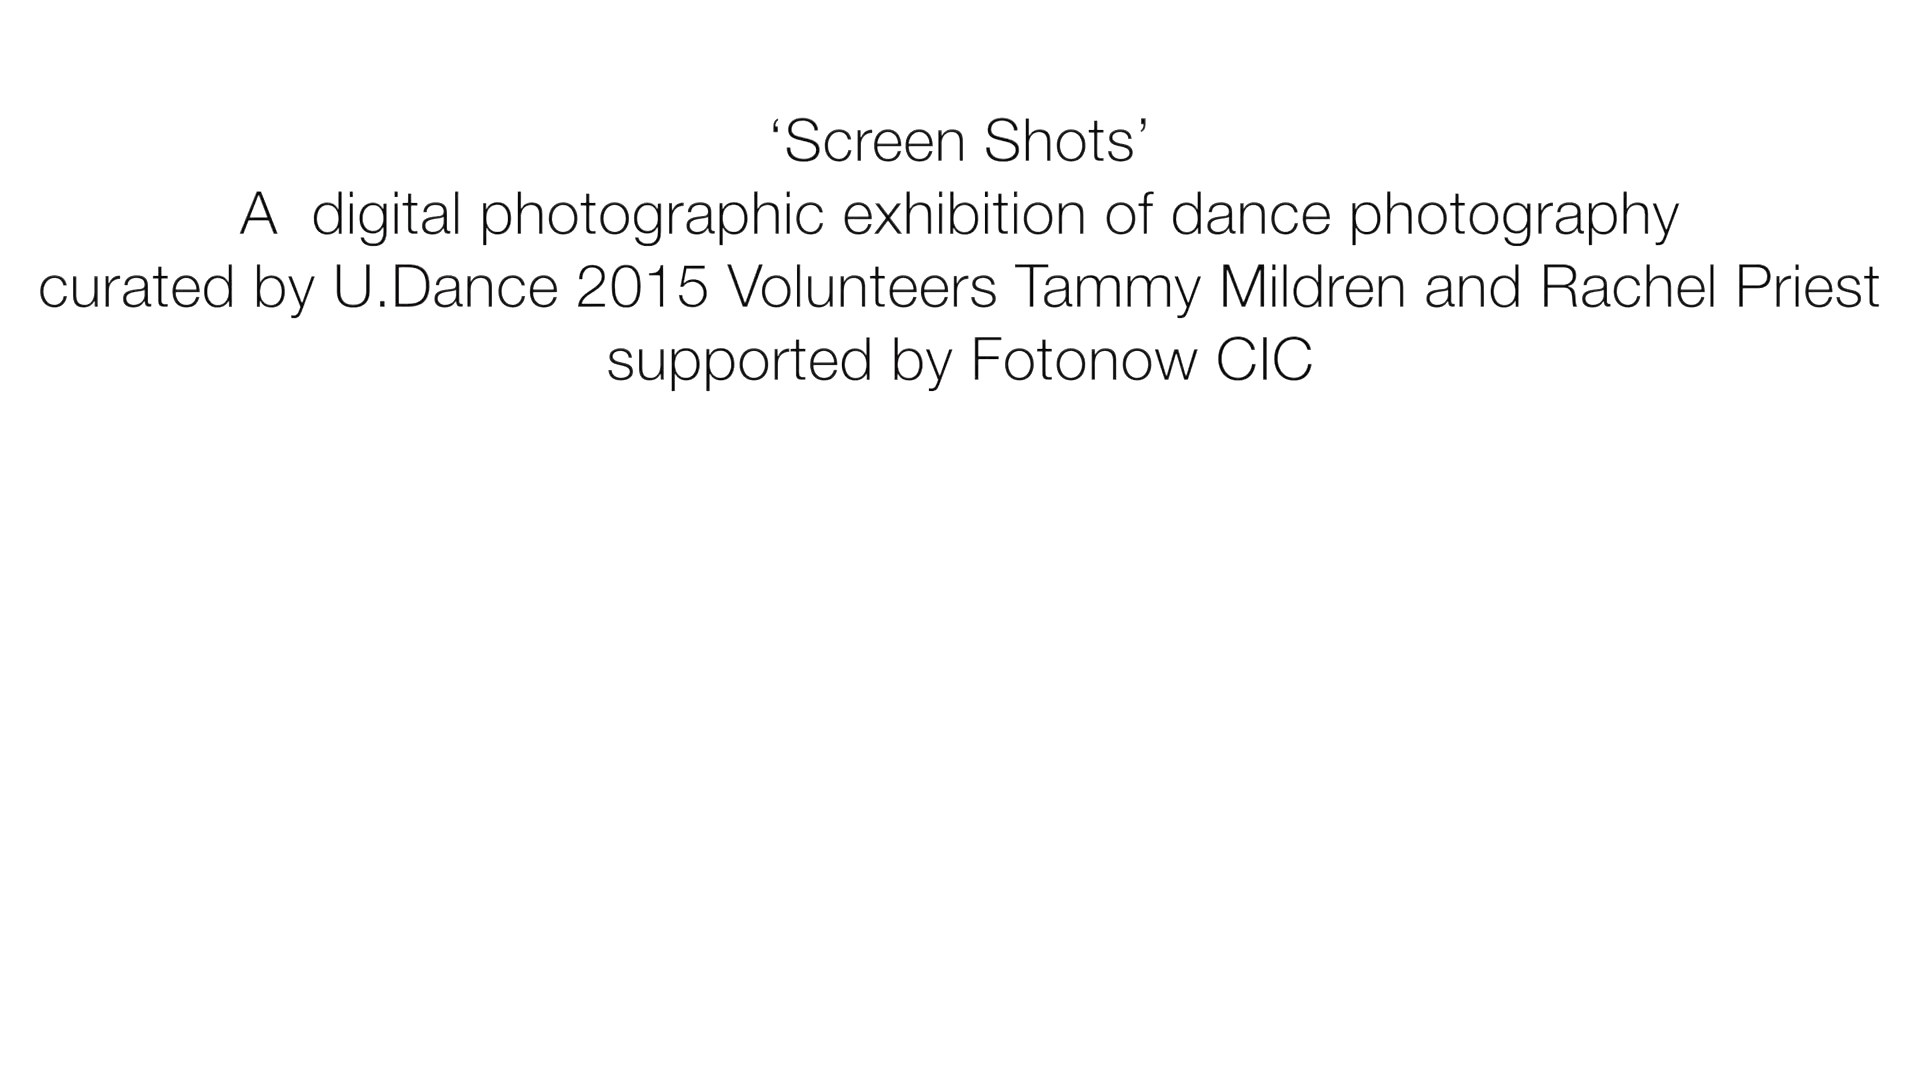 ‘Screen Shots’
A  digital photographic exhibition of dance photography
curated by U.Dance 2015 Volunteers Tammy Mildren and Rachel Priest
supported by Fotonow CIC